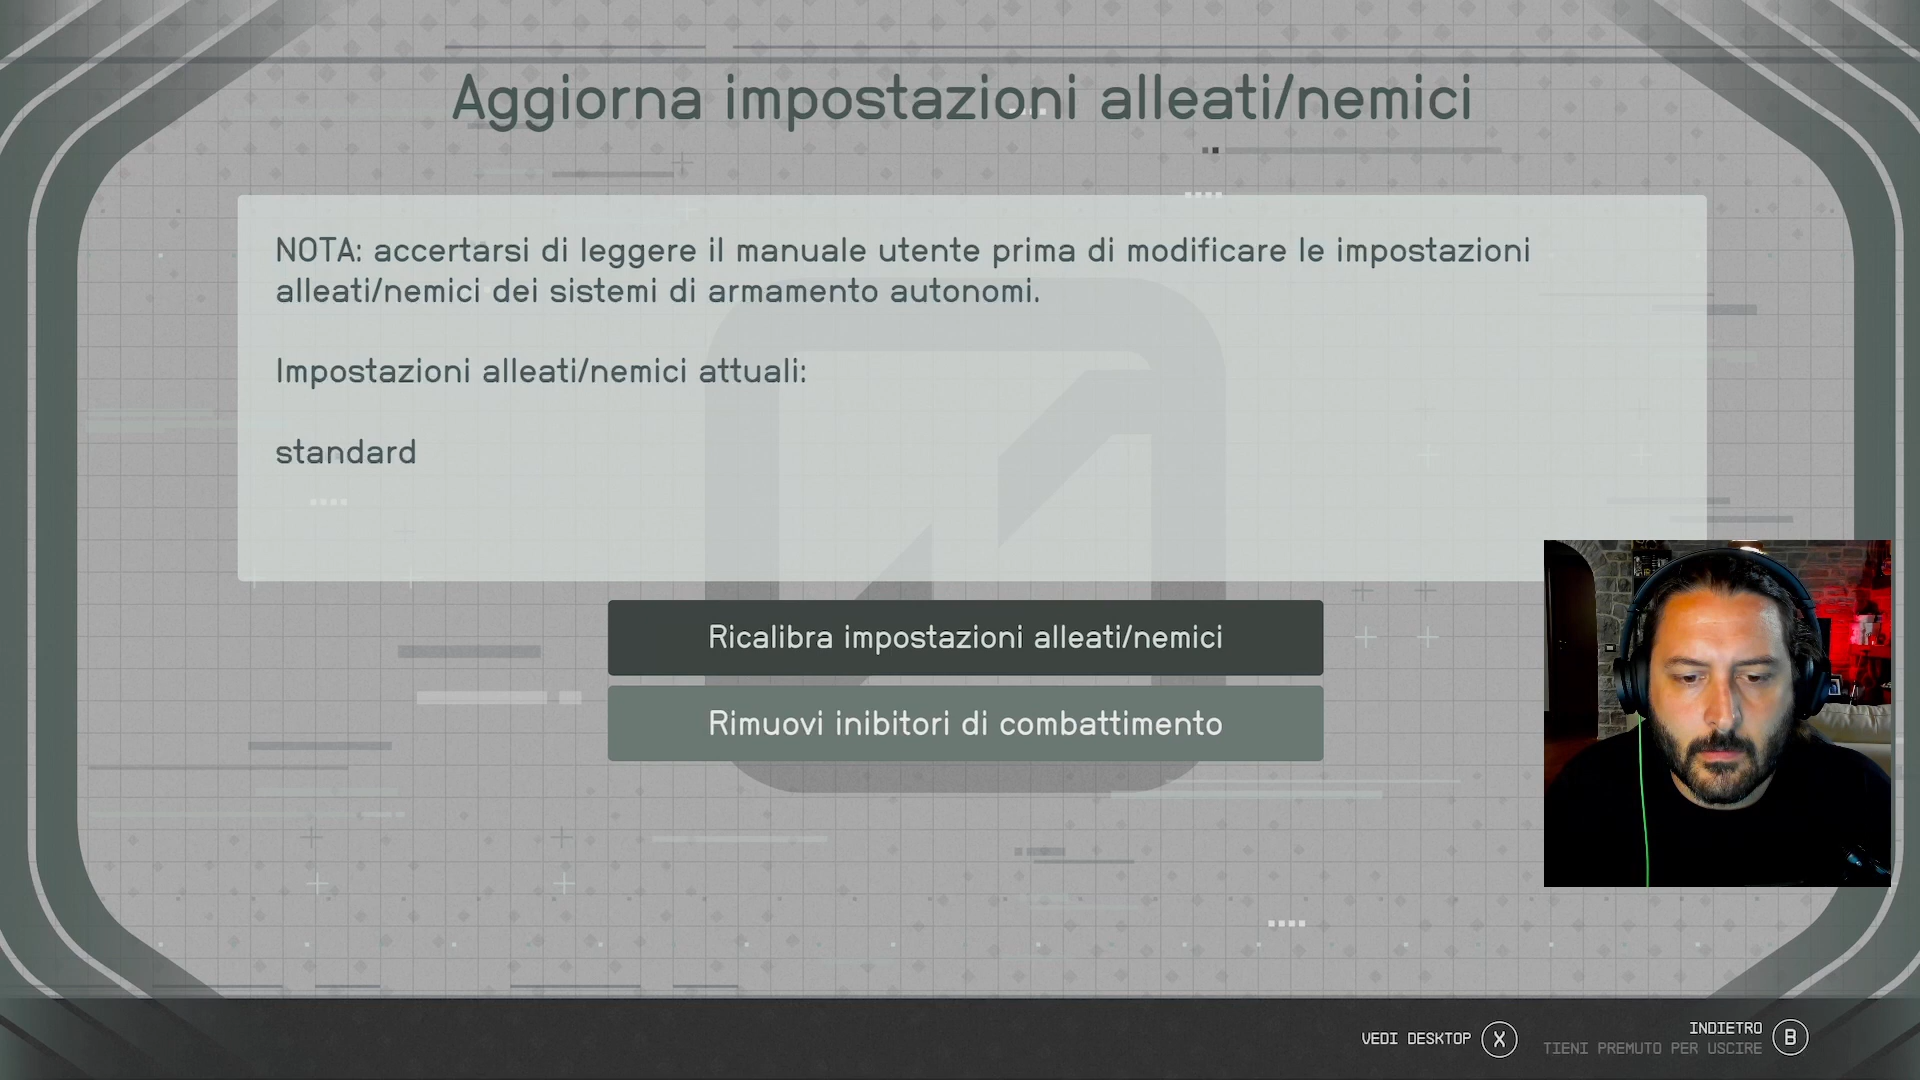 Aggiorna impostazioni alleati/nemici
NOTA: accertarsi di leggere il manuale utente prima di modificare le impostazioni
alleati/nemici dei sistemi di armamento autonomi.
Impostazioni alleati/nemici attuali:
standard
Ricalibra impostazioni alleati/nemici
Rimuovi inibitori di combattimento
VEDI DESKTOP X
INDIETRO B
TIENI PREMUTO PER USCIRE